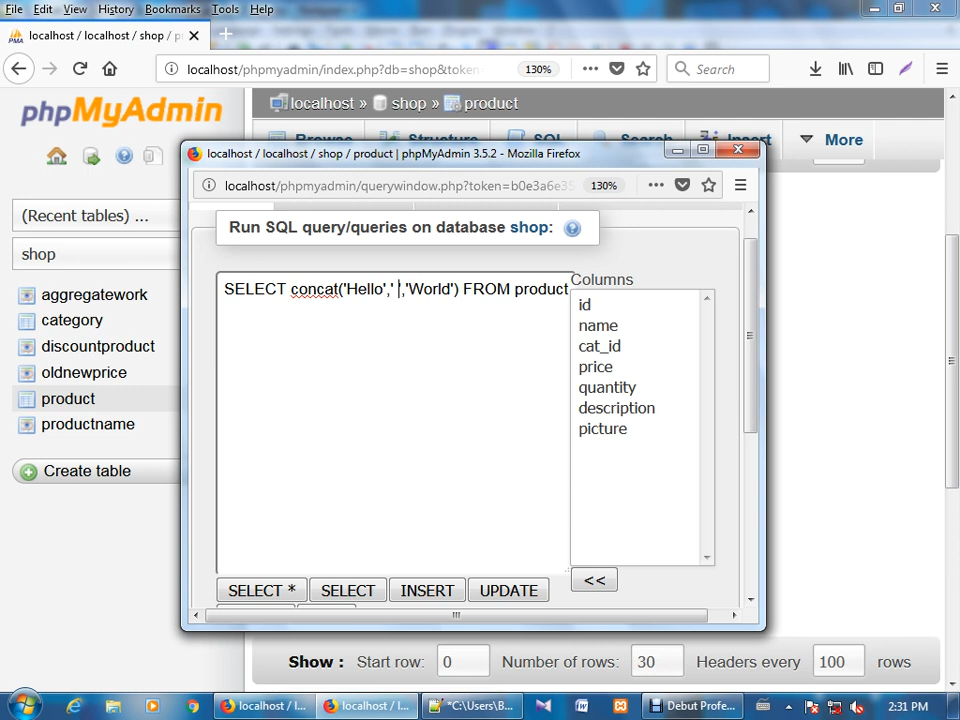 File Edit View History Bookmarks Tools Help
localhost / localhost / shop / p
localhost/phpmyadmin/index.php?db=shop&token 130% Search
phpMyAdmin
localhost » shop » product
Browse Structure SQL Search Insert More
localhost / localhost / shop / product | phpMyAdmin 3.5.2 - Mozilla Firefox
localhost/phpmyadmin/querywindow.php?token=b0e3a6e35 130%
(Recent tables) ...
shop
aggregatework
category
discountproduct
oldnewprice
product
productname
Create table
Run SQL query/queries on database shop:
SELECT concat('Hello',' ','World') FROM product
Columns
id
name
cat_id
price
quantity
description
picture
<<
SELECT * SELECT INSERT UPDATE
Show : Start row: 0 Number of rows: 30 Headers every 100 rows
localhost / l... localhost / l... *C:\Users\B... Debut Profe... 2:31 PM